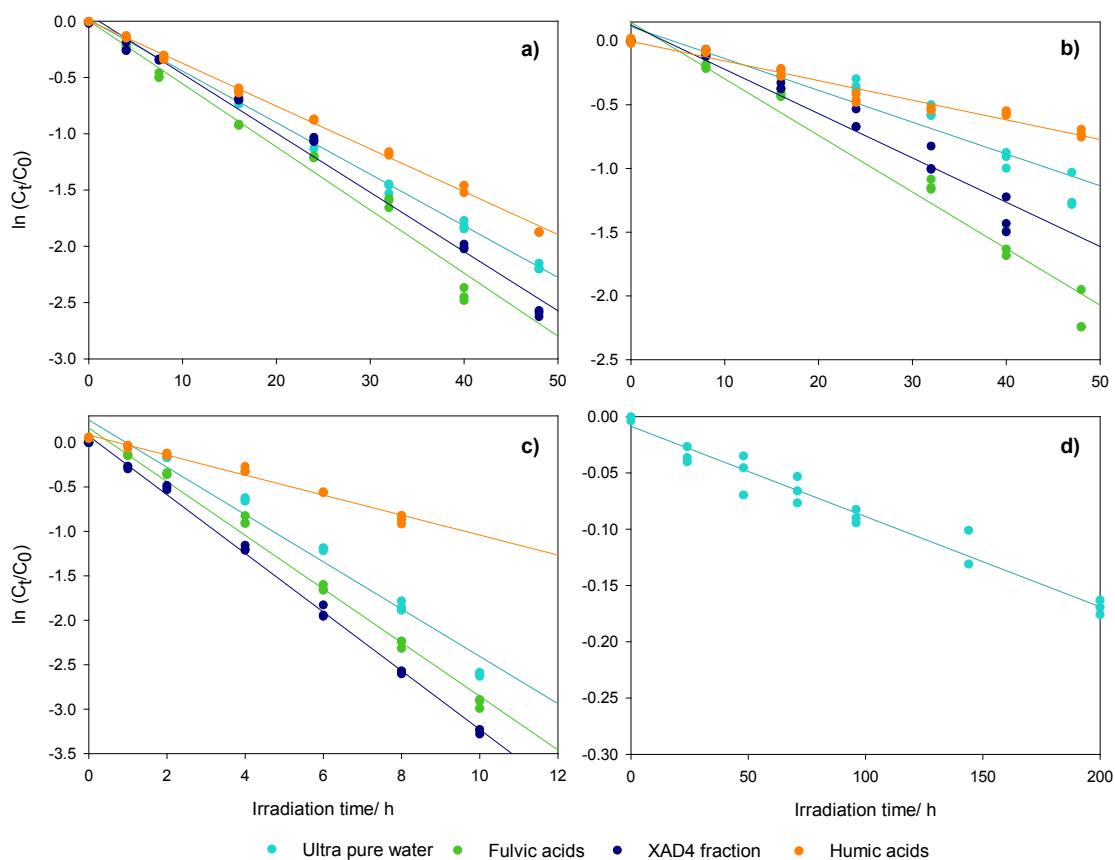 a)
ln (Ct/C0)
0.0
-0.5
-1.0
-1.5
-2.0
-2.5
-3.0
0 10 20 30 40 50
b)
0.0
-0.5
-1.0
-1.5
-2.0
-2.5
0 10 20 30 40 50
c)
ln (Ct/C0)
0.0
-0.5
-1.0
-1.5
-2.0
-2.5
-3.0
-3.5
0 2 4 6 8 10 12
Irradiation time/ h
d)
0.00
-0.05
-0.10
-0.15
-0.20
-0.25
-0.30
0 50 100 150 200
Irradiation time/ h
Ultra pure water Fulvic acids XAD4 fraction Humic acids